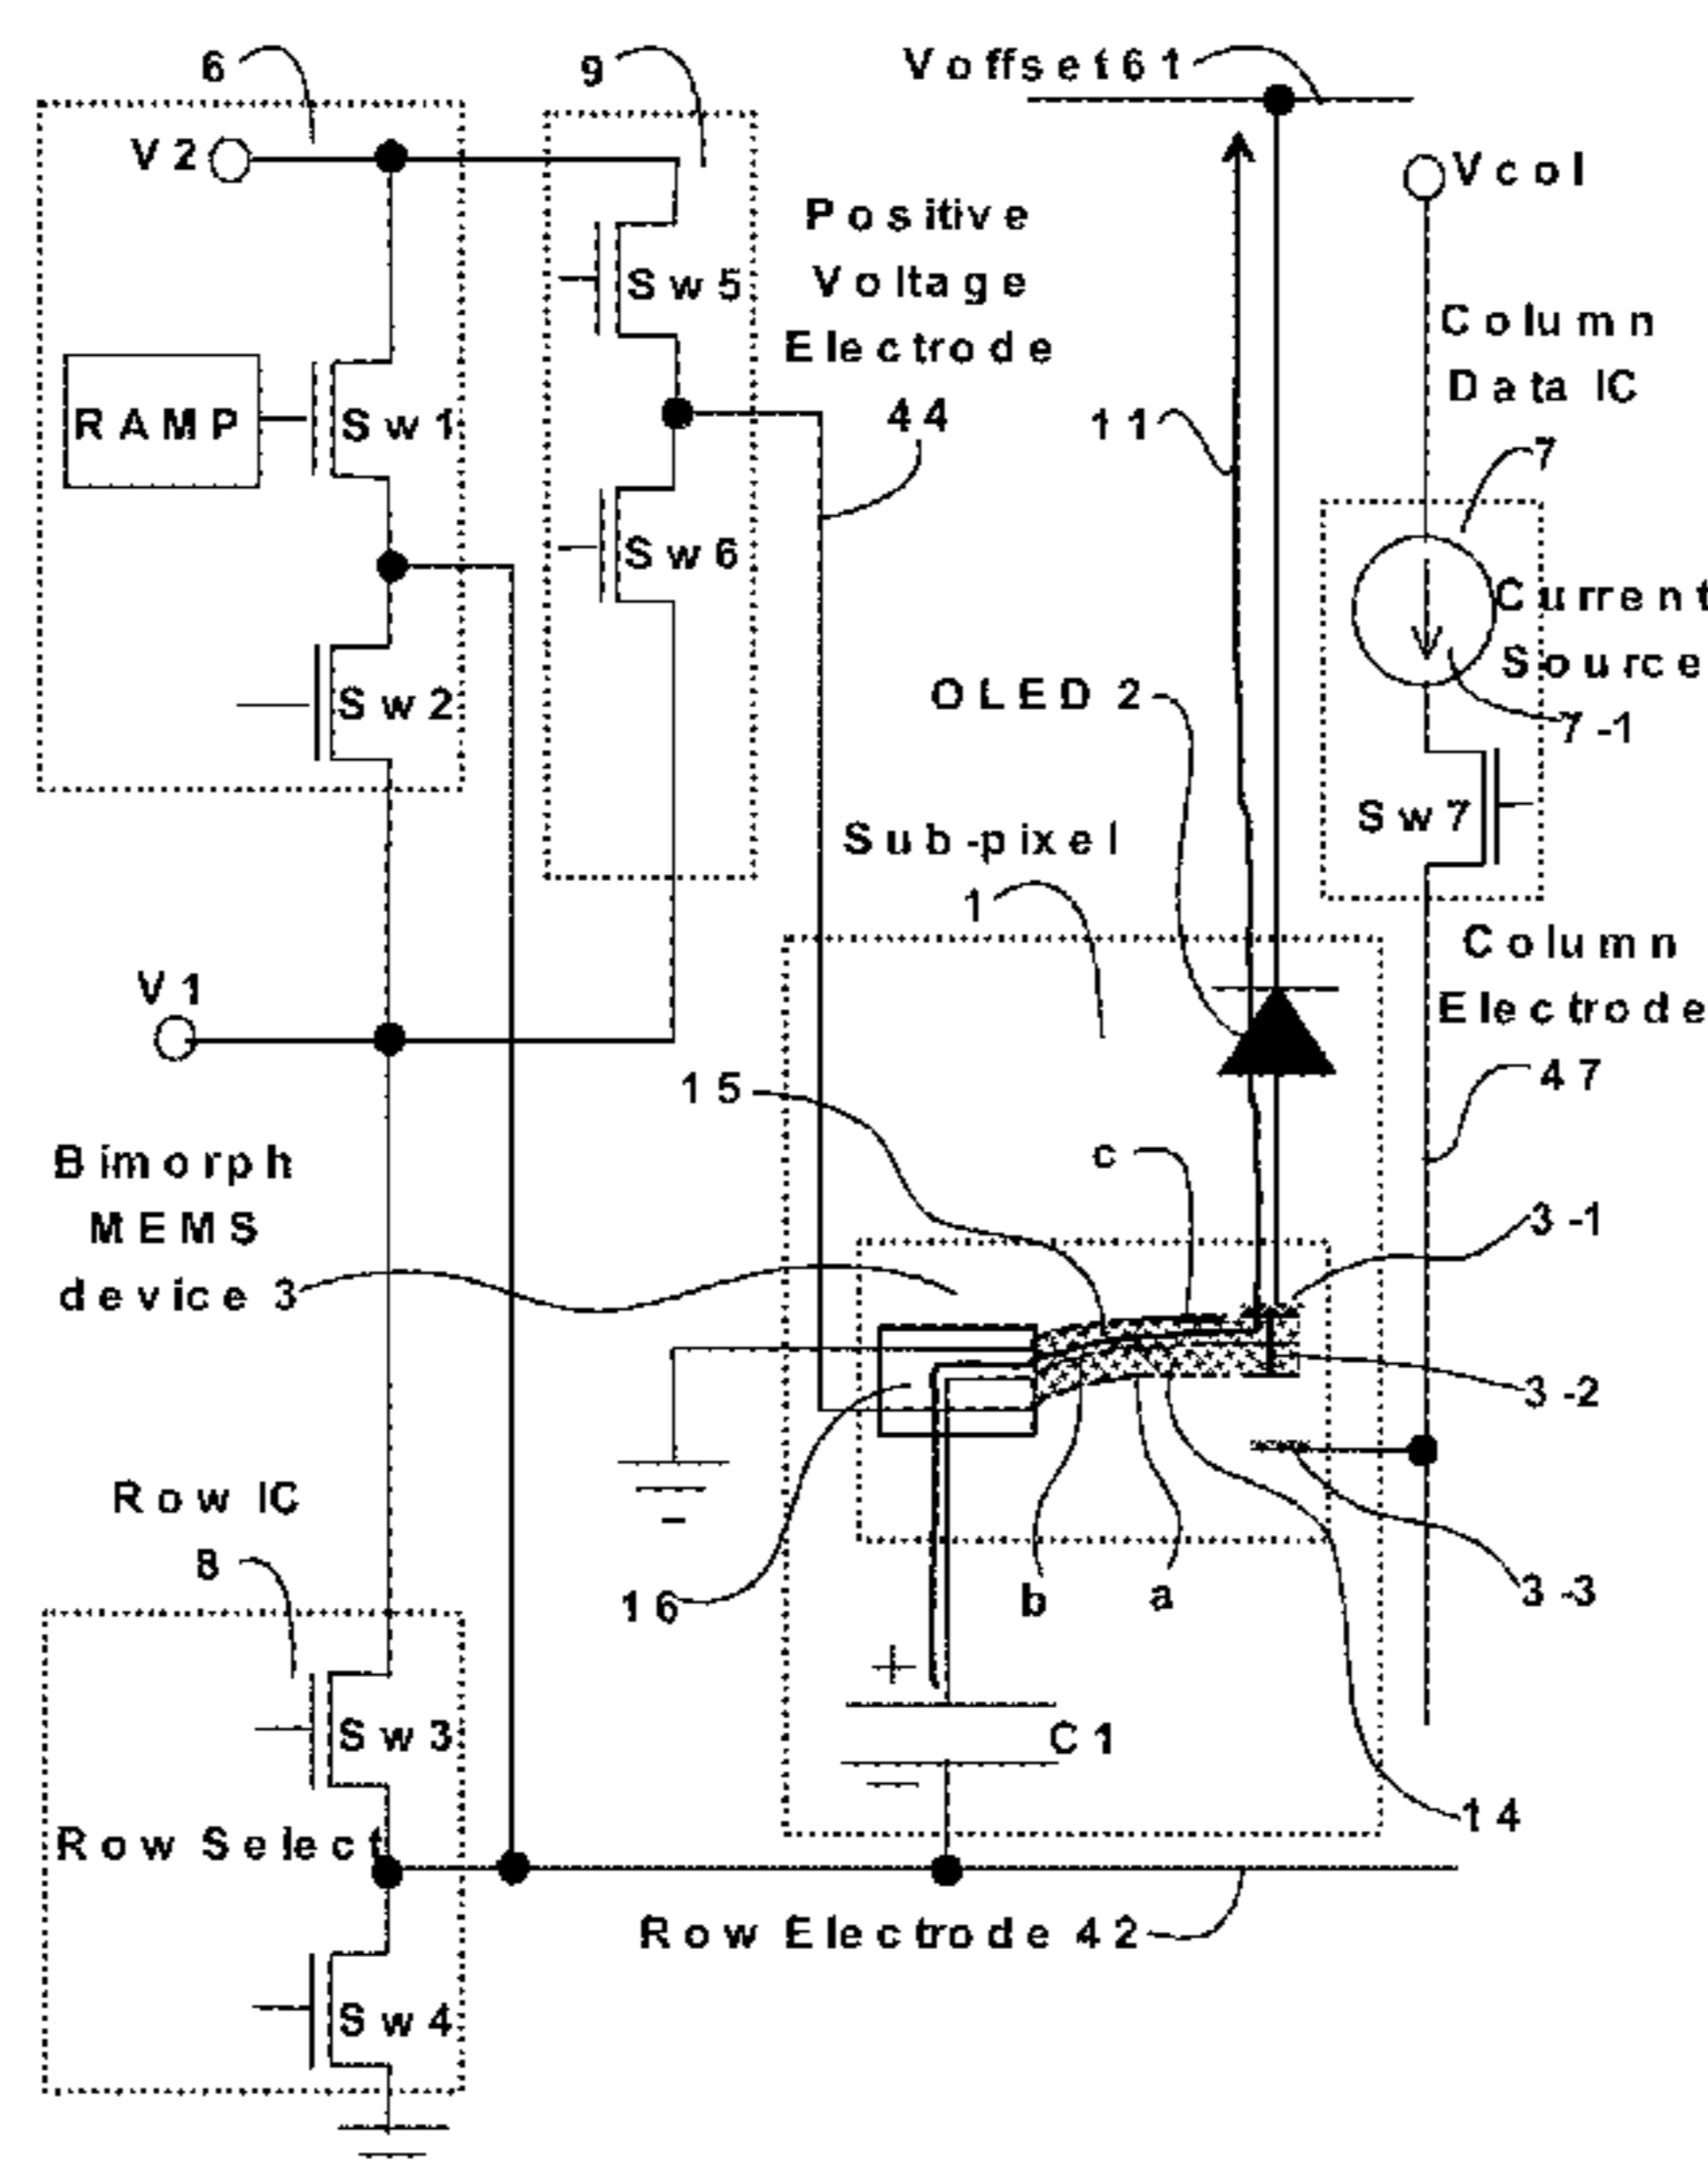 6
9
Voffset61
V2
Vcol
Positive
Voltage
Electrode
44
Sw5
Column
Data IC
7
RAMP
Sw1
11
Sw6
Current
Source
7-1
OLED 2
Sw2
Sw7
Sub-pixel
1
Column
Electrode
47
V1
15
c
Bimorph
MEMS
device 3
3-1
3-2
Row IC
8
16
b
a
3-3
+
-
Sw3
C1
14
Row Select
Row Electrode 42
Sw4